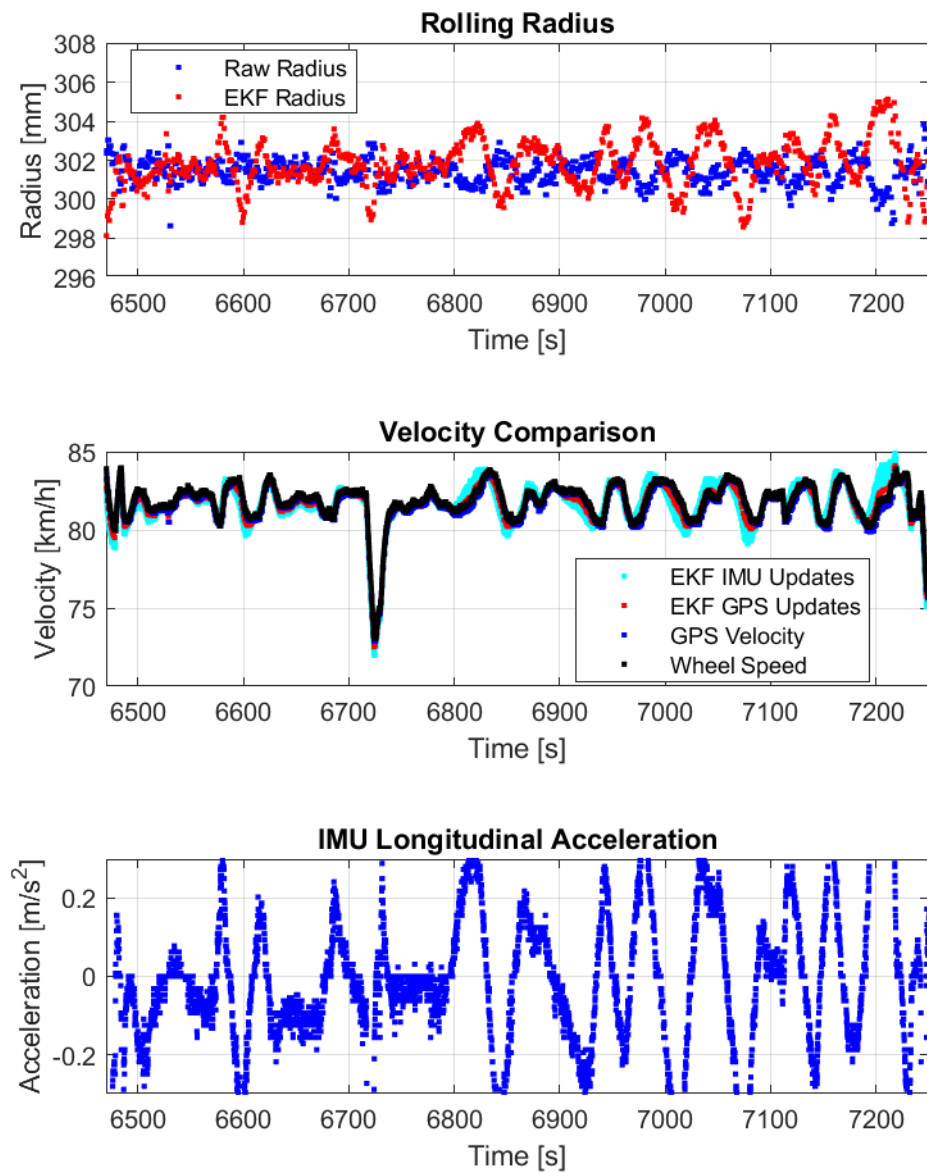 Rolling Radius
308
306
304
302
300
298
296
Radius [mm]
Raw Radius
EKF Radius
6500 6600 6700 6800 6900 7000 7100 7200
Time [s]
Velocity Comparison
85
80
75
70
Velocity [km/h]
EKF IMU Updates
EKF GPS Updates
GPS Velocity
Wheel Speed
6500 6600 6700 6800 6900 7000 7100 7200
Time [s]
IMU Longitudinal Acceleration
0.2
0
-0.2
Acceleration [m/s²]
6500 6600 6700 6800 6900 7000 7100 7200
Time [s]